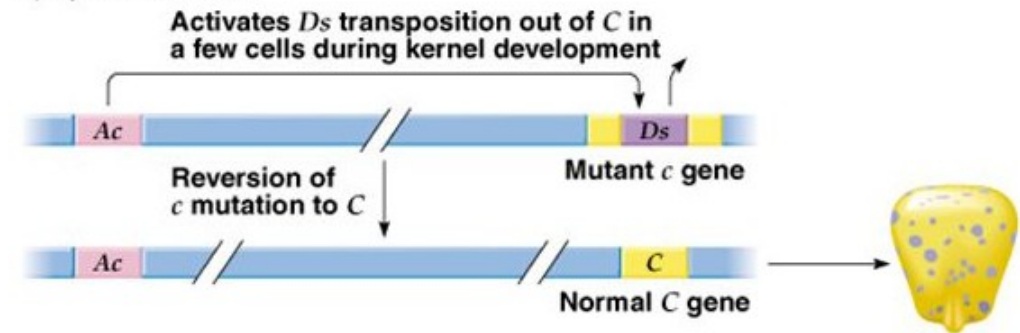 Activates Ds transposition out of C in
a few cells during kernel development
Ac
Ds
Mutant c gene
Reversion of
c mutation to C
Ac
C
Normal C gene